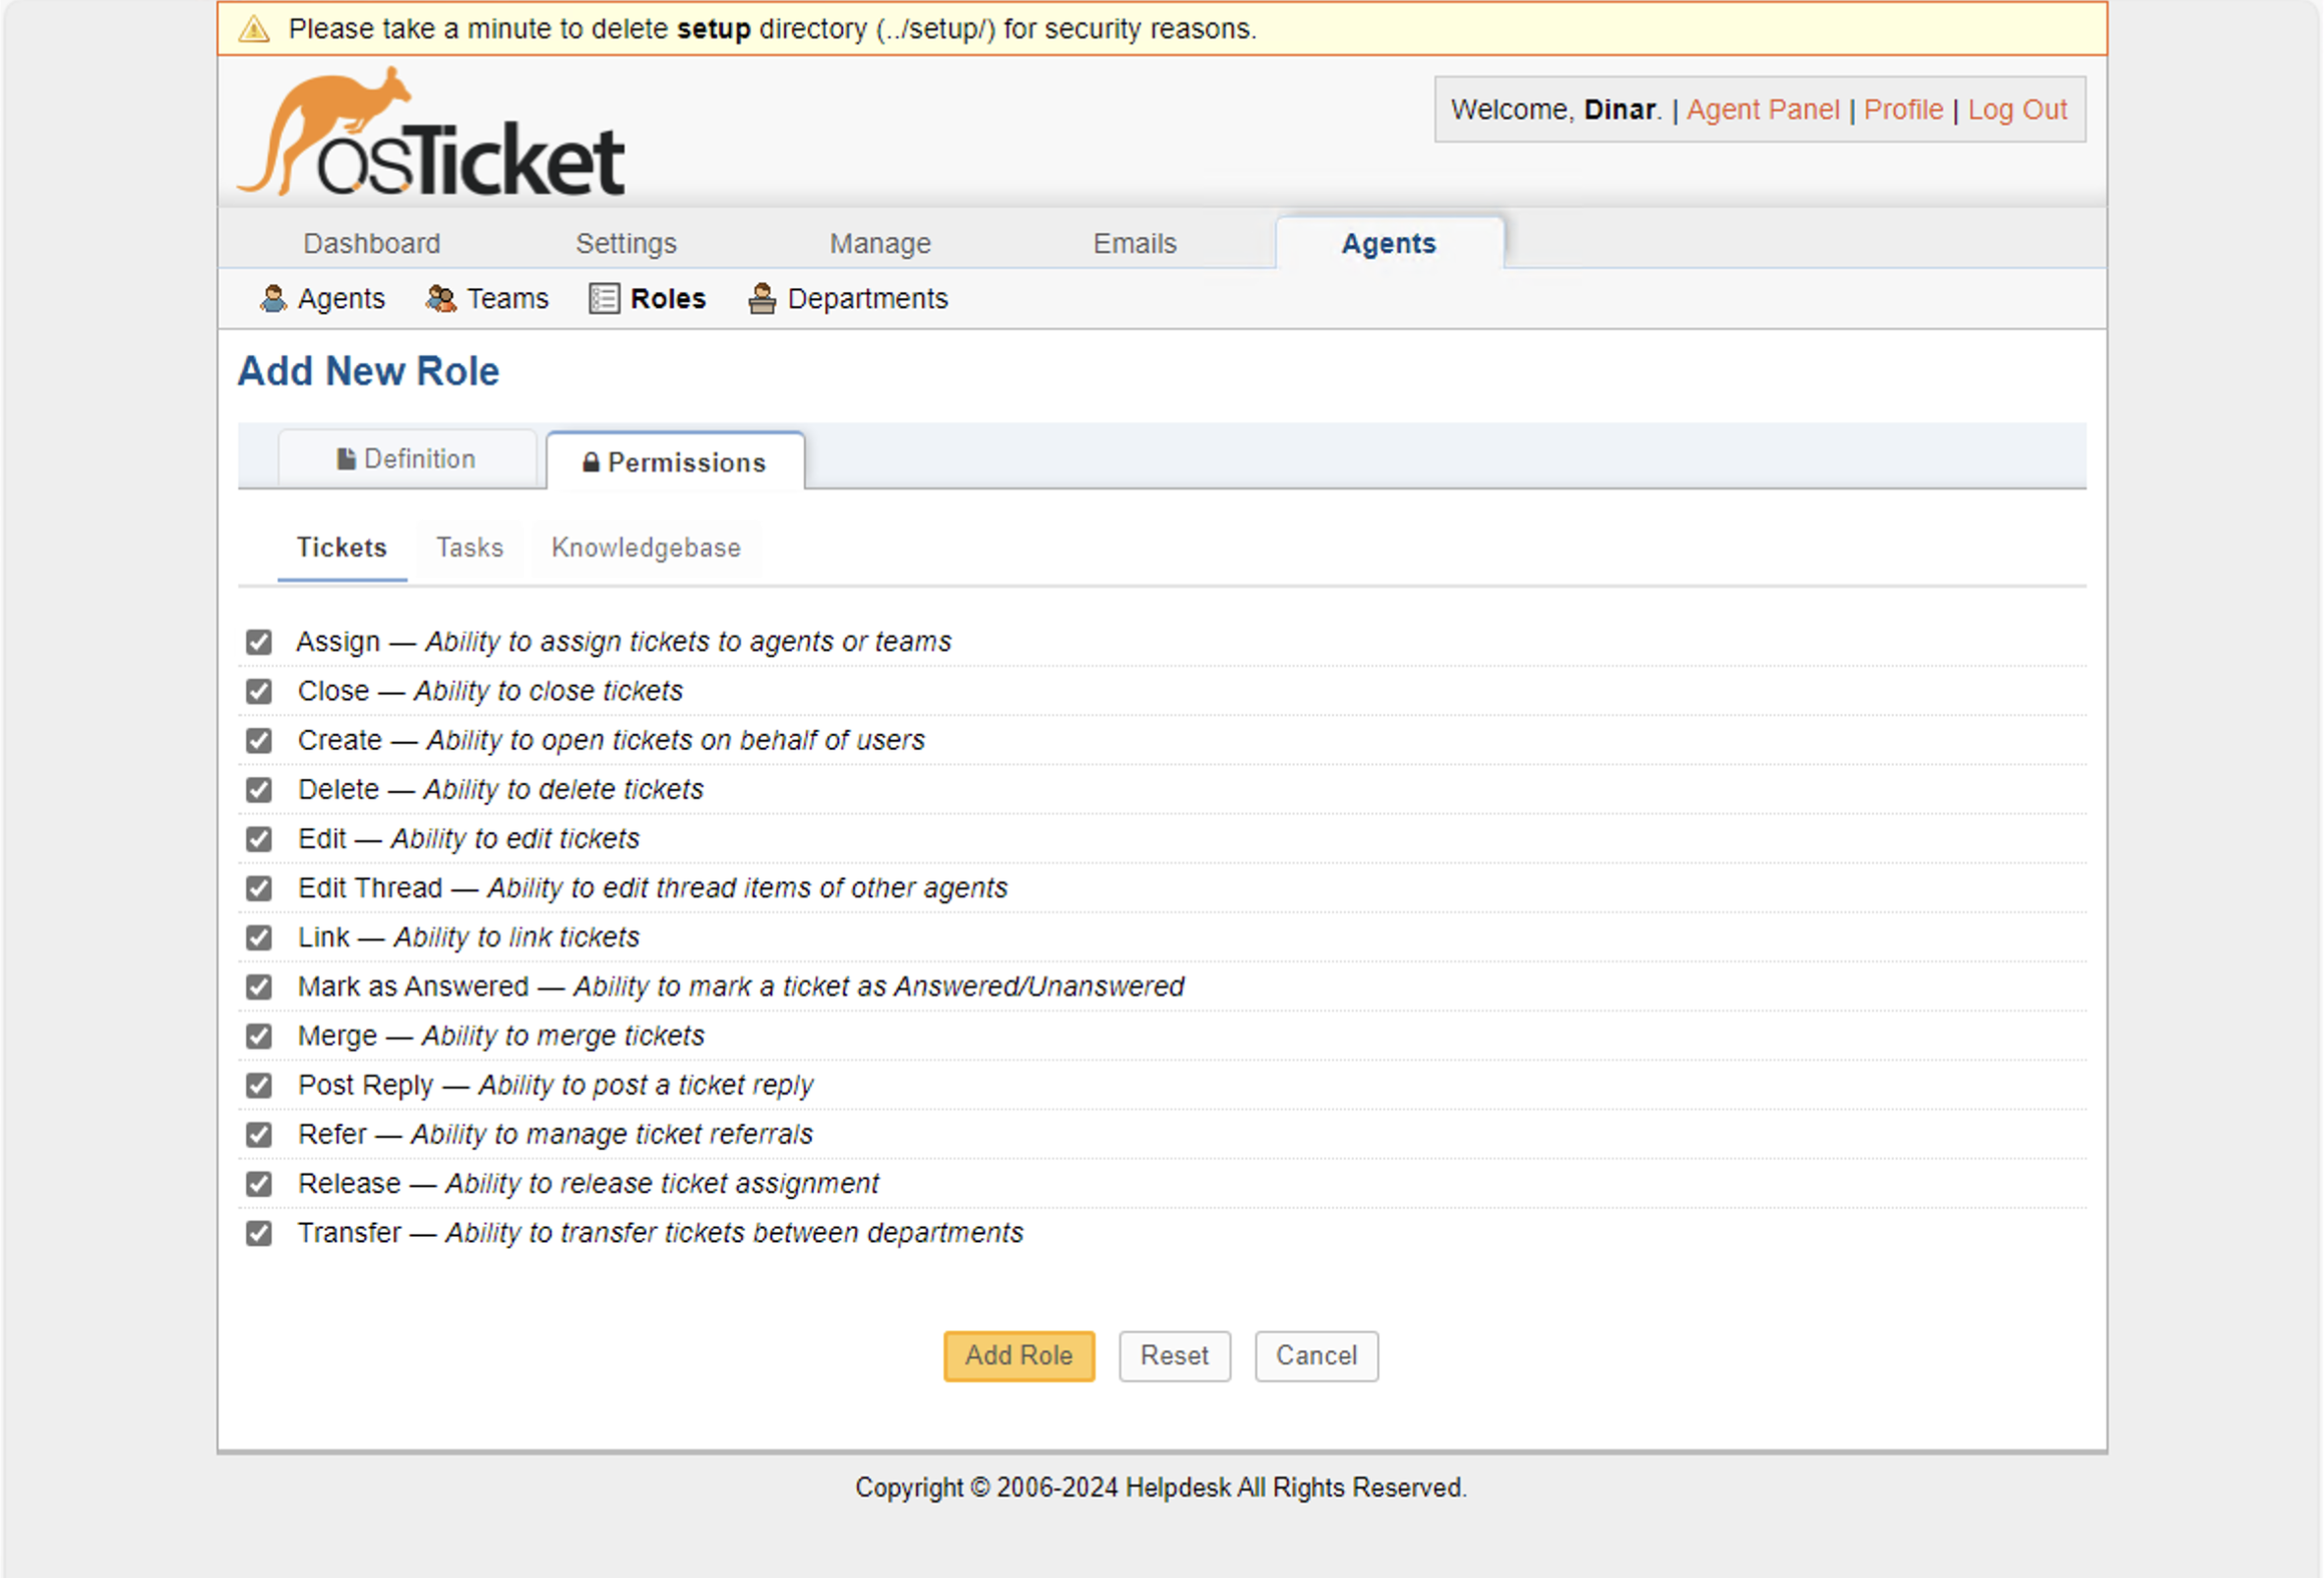 Please take a minute to delete setup directory (../setup/) for security reasons.
osTicket
Welcome, Dinar. | Agent Panel | Profile | Log Out
Dashboard Settings Manage Emails Agents
Agents Teams Roles Departments
Add New Role
Definition Permissions
Tickets Tasks Knowledgebase
Assign — Ability to assign tickets to agents or teams
Close — Ability to close tickets
Create — Ability to open tickets on behalf of users
Delete — Ability to delete tickets
Edit — Ability to edit tickets
Edit Thread — Ability to edit thread items of other agents
Link — Ability to link tickets
Mark as Answered — Ability to mark a ticket as Answered/Unanswered
Merge — Ability to merge tickets
Post Reply — Ability to post a ticket reply
Refer — Ability to manage ticket referrals
Release — Ability to release ticket assignment
Transfer — Ability to transfer tickets between departments
Add Role Reset Cancel
Copyright © 2006-2024 Helpdesk All Rights Reserved.